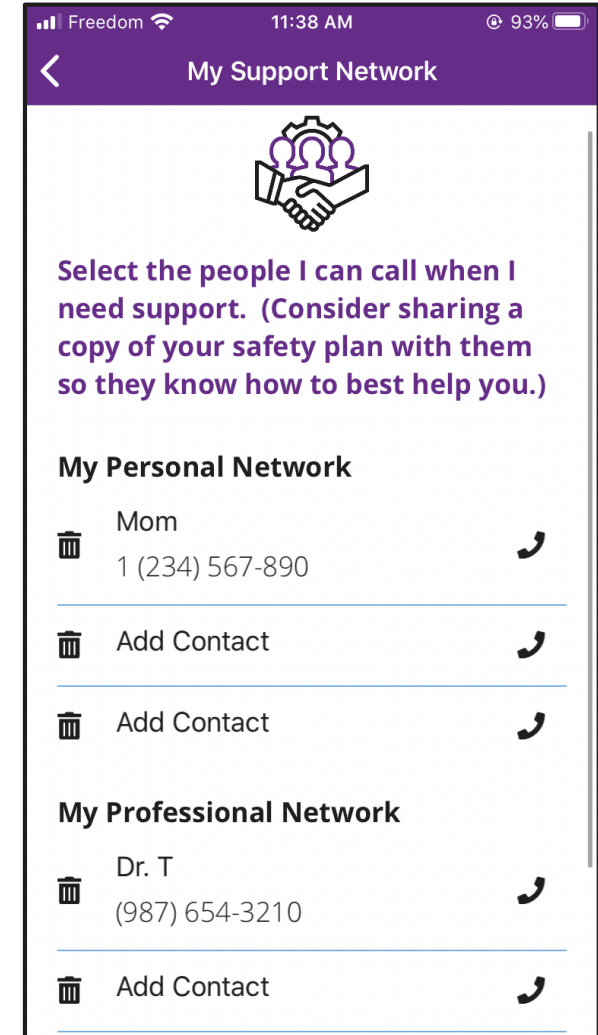 Freedom 11:38 AM 93%
My Support Network
Select the people I can call when I
need support.  (Consider sharing a
copy of your safety plan with them
so they know how to best help you.)
My Personal Network
Mom
1 (234) 567-890
Add Contact
Add Contact
My Professional Network
Dr. T
(987) 654-3210
Add Contact